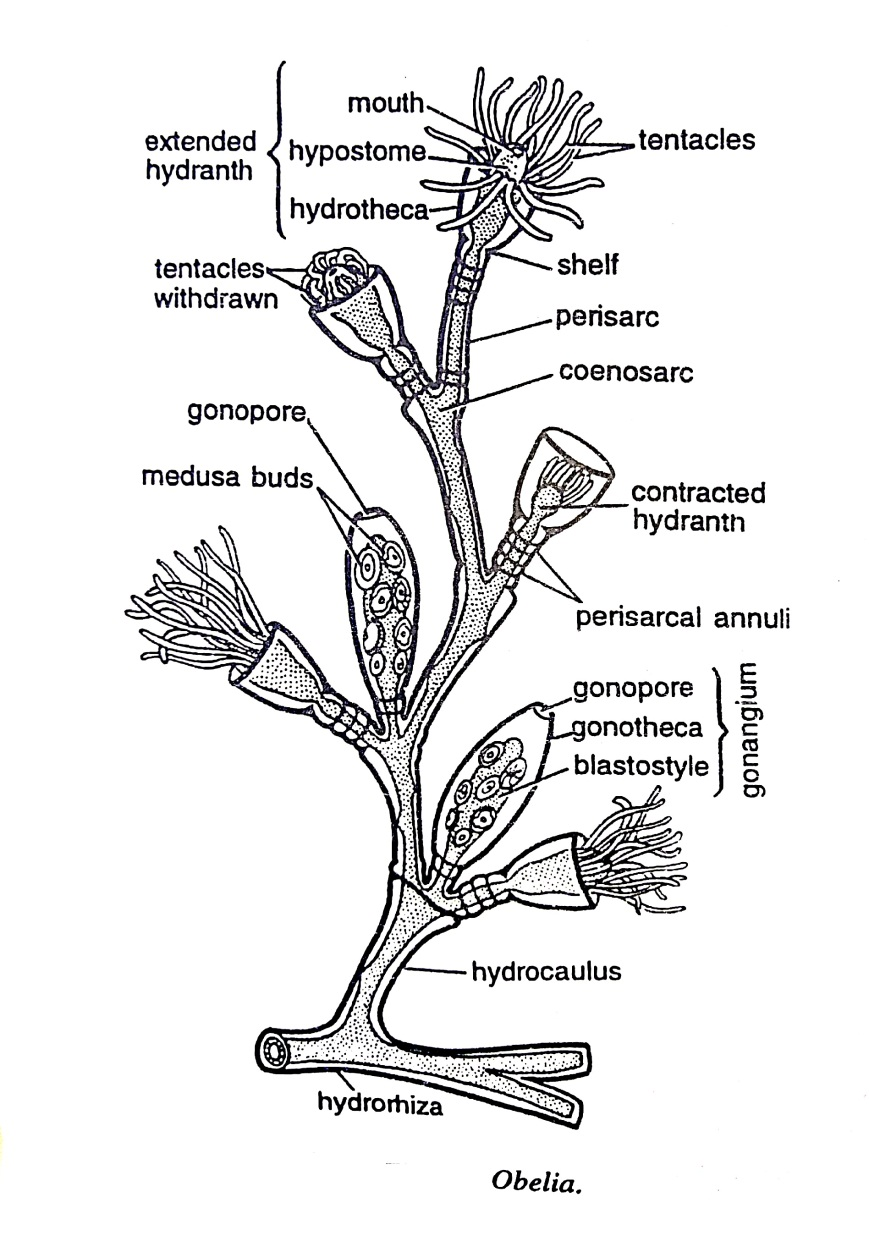 mouth
extended
hydranth
hypostome
tentacles
hydrotheca
tentacles
withdrawn
shelf
perisarc
coenosarc
gonopore
medusa buds
contracted
hydranth
perisarcal annuli
gonopore
gonotheca
blastostyle
gonangium
hydrocaulus
hydrorhiza
Obelia.